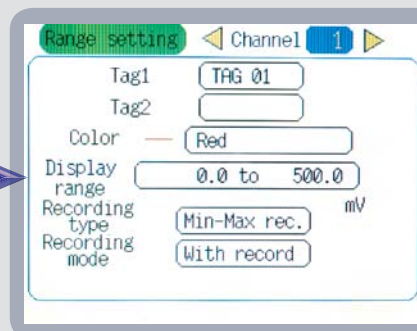 Range setting Channel 1
Tag1 TAG 01
Tag2
Color Red
Display range 0.0 to 500.0
mV
Recording type Min-Max rec.
Recording mode With record